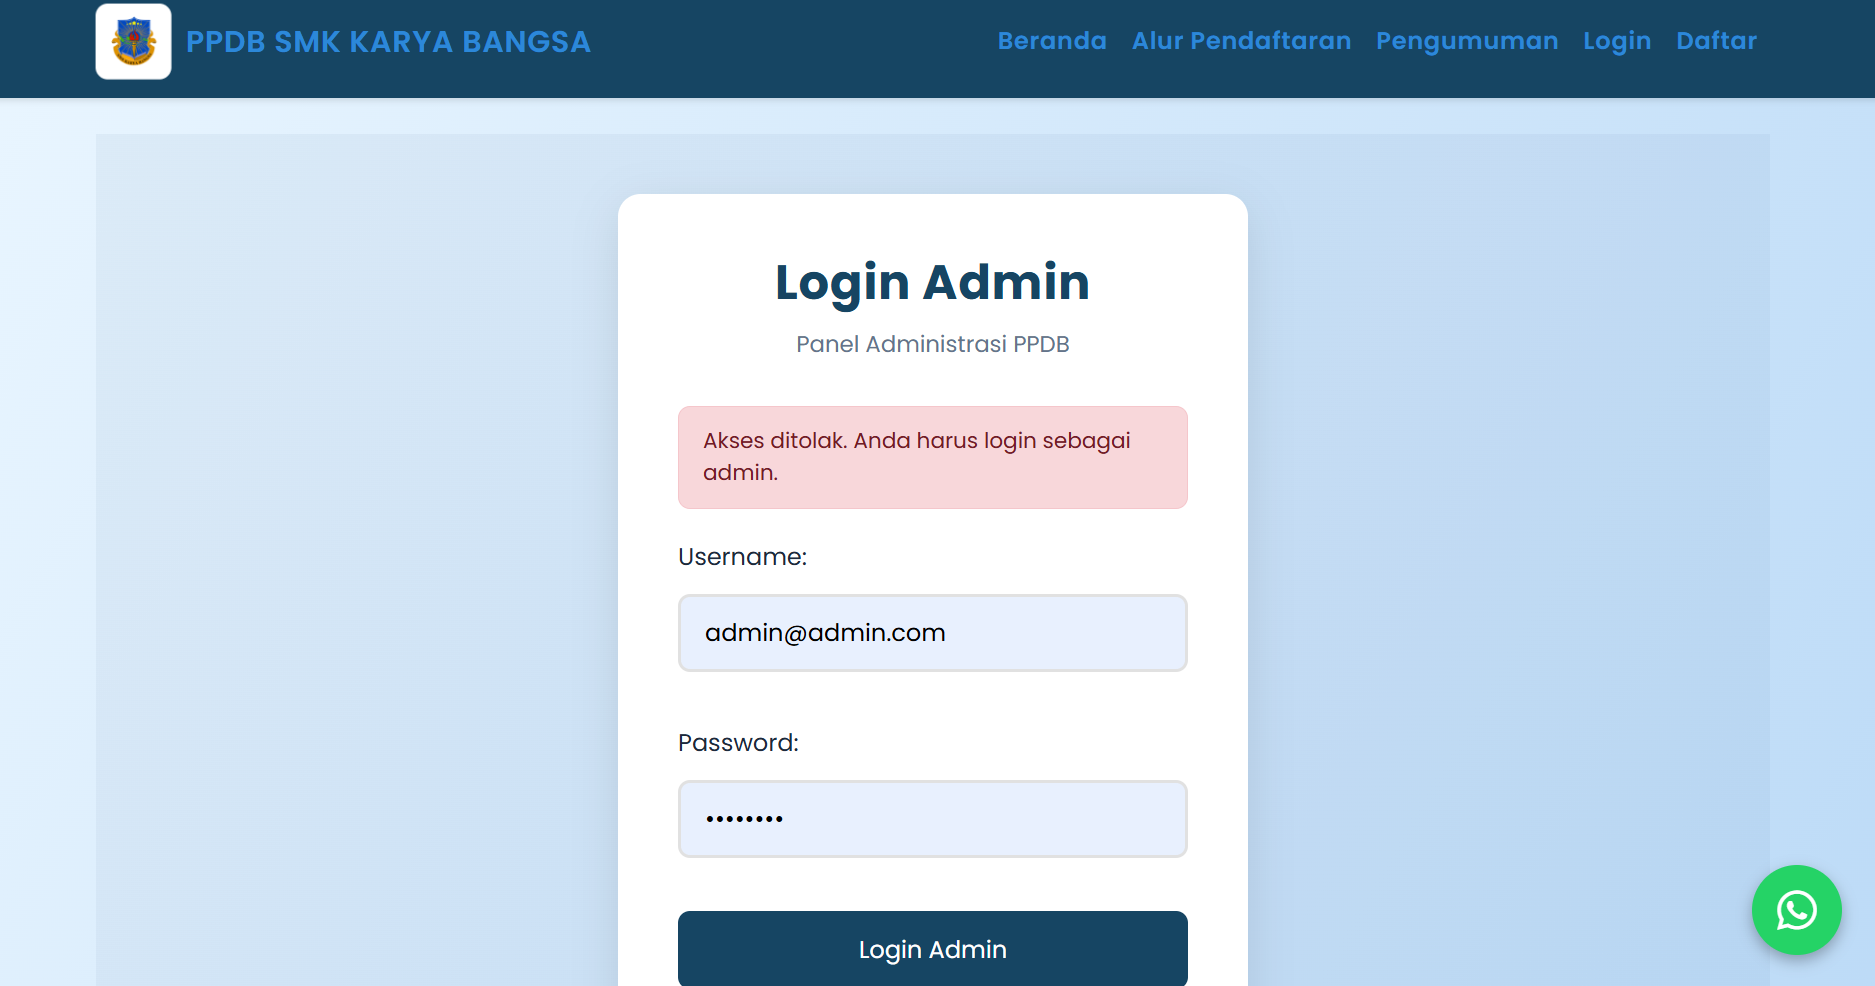 PPDB SMK KARYA BANGSA
Beranda Alur Pendaftaran Pengumuman Login Daftar
Login Admin
Panel Administrasi PPDB
Akses ditolak. Anda harus login sebagai
admin.
Username:
admin@admin.com
Password:
••••••••
Login Admin